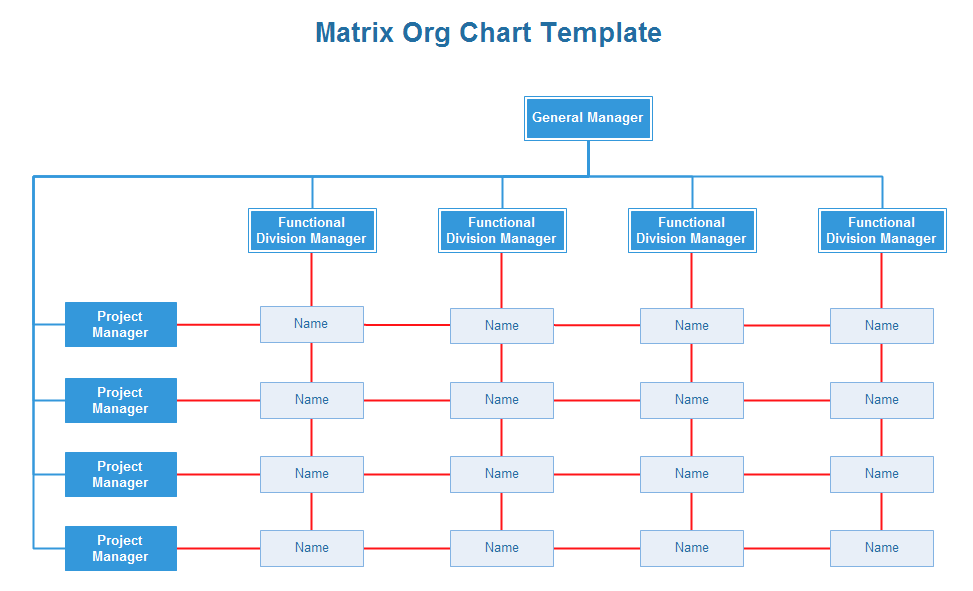 Matrix Org Chart Template
General Manager
Functional
Division Manager
Functional
Division Manager
Functional
Division Manager
Functional
Division Manager
Project
Manager
Name
Name
Name
Name
Project
Manager
Name
Name
Name
Name
Project
Manager
Name
Name
Name
Name
Project
Manager
Name
Name
Name
Name